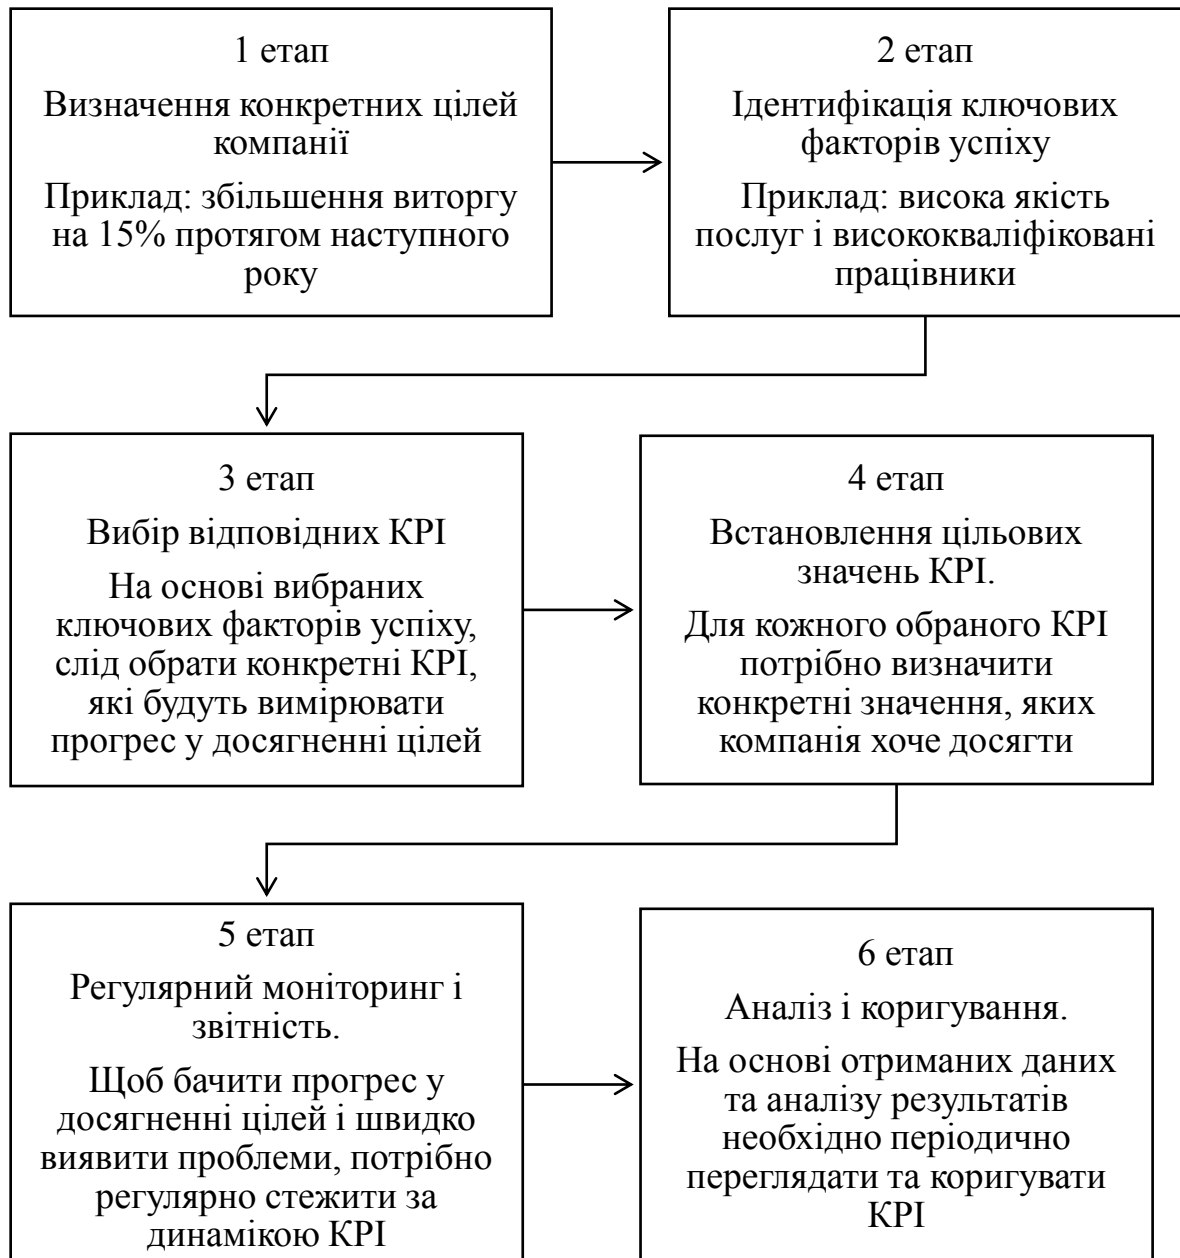 1 етап
Визначення конкретних цілей
компанії
Приклад: збільшення виторгу
на 15% протягом наступного
року
2 етап
Ідентифікація ключових
факторів успіху
Приклад: висока якість
послуг і висококваліфіковані
працівники
3 етап
Вибір відповідних КРІ
На основі вибраних
ключових факторів успіху,
слід обрати конкретні КРІ,
які будуть вимірювати
прогрес у досягненні цілей
4 етап
Встановлення цільових
значень КРІ.
Для кожного обраного КРІ
потрібно визначити
конкретні значення, яких
компанія хоче досягти
5 етап
Регулярний моніторинг і
звітність.
Щоб бачити прогрес у
досягненні цілей і швидко
виявити проблеми, потрібно
регулярно стежити за
динамікою КРІ
6 етап
Аналіз і коригування.
На основі отриманих даних
та аналізу результатів
необхідно періодично
переглядати та коригувати
КРІ